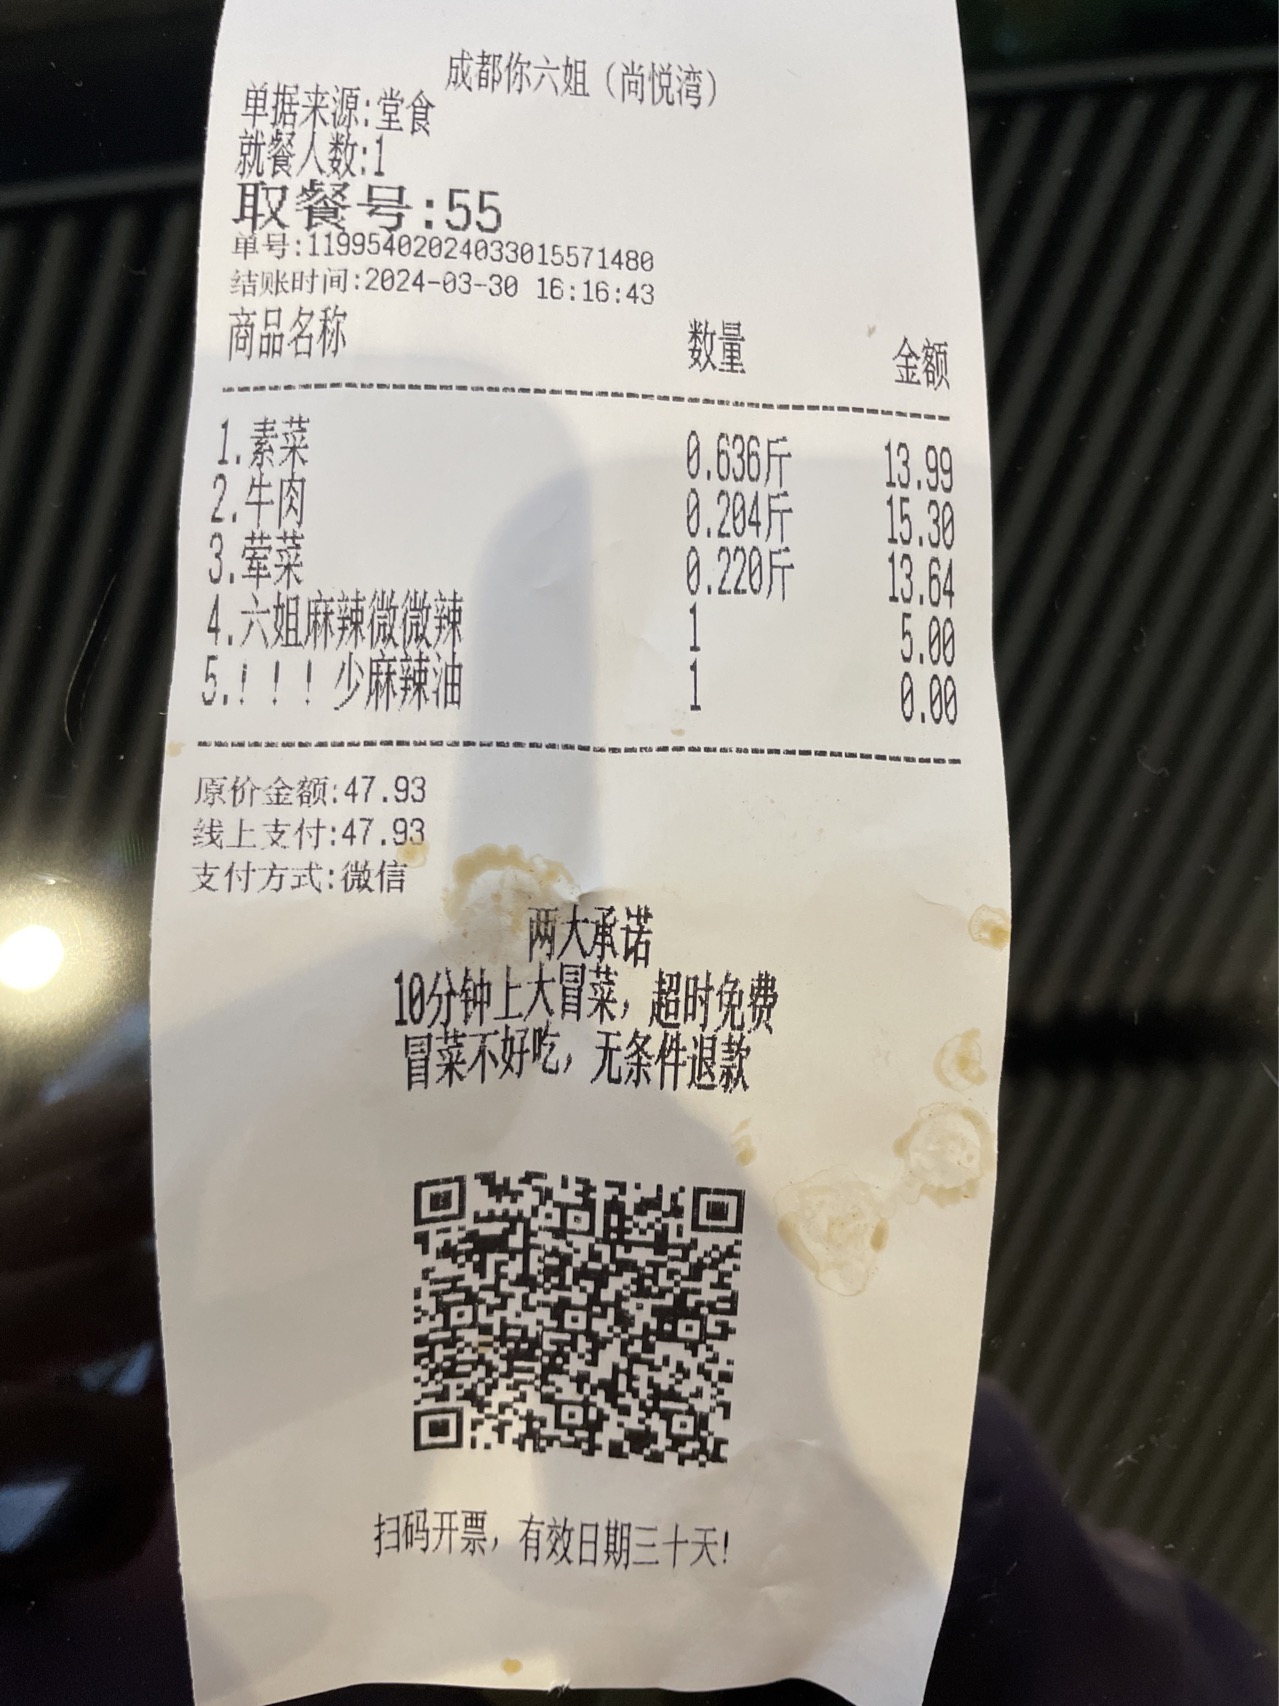 成都你六姐（尚悦湾）
单据来源:堂食
就餐人数:1
取餐号:55
单号:11995402024033015571480
结账时间:2024-03-30 16:16:43
商品名称 数量 金额
1.素菜 0.636斤 13.99
2.牛肉 0.204斤 15.30
3.荤菜 0.220斤 13.64
4.六姐麻辣微微辣 1 5.00
5.！！！少麻辣油 1 0.00
原价金额:47.93
线上支付:47.93
支付方式:微信
两大承诺
10分钟上大冒菜，超时免费
冒菜不好吃，无条件退款
扫码开票，有效日期三十天!